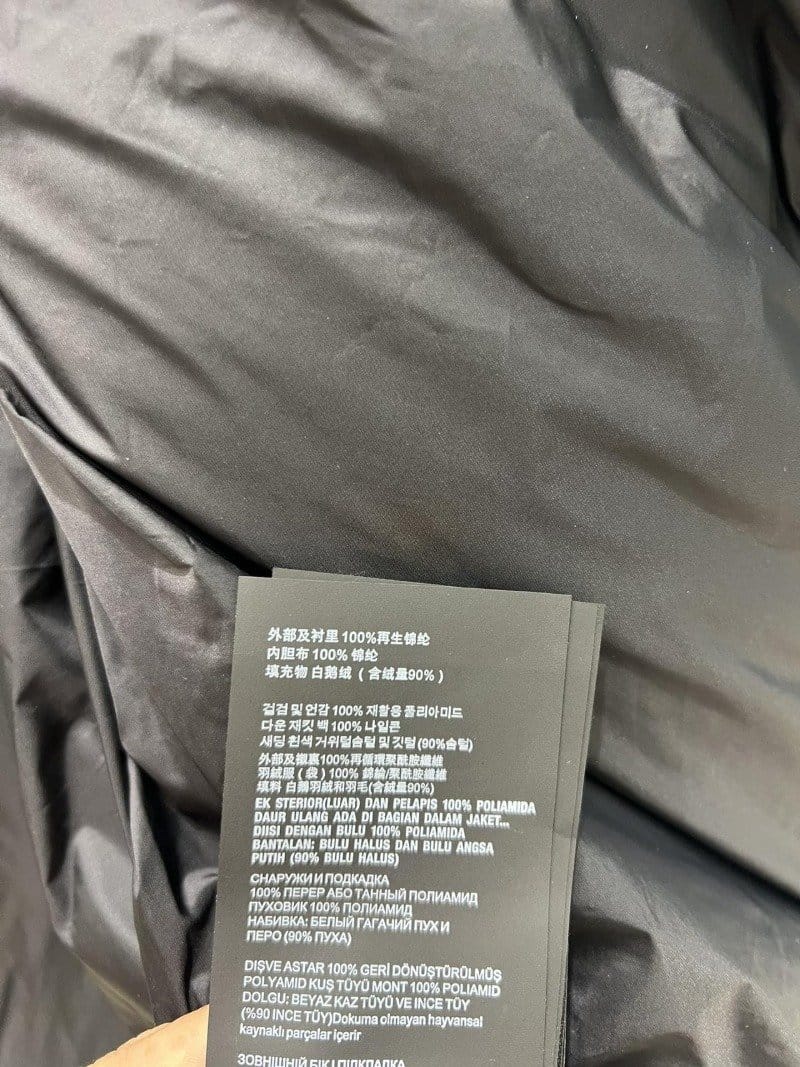 外部及衬里 100%再生锦纶
内胆布 100% 锦纶
填充物 白鹅绒 ( 含绒量90% )
걸검 및 언감 100% 재활용 폴리아미드
다운 재킷 백 100% 나일론
새딩 흰색 거위털솜털 및 깃털 (90%솜털)
外部及襯裏100%再循環聚酰胺纖維
羽絨服 ( 袋 ) 100% 錦綸/聚酰胺纖維
填料 白鹅羽絨和羽毛(含絨量90%)
EK STERIOR(LUAR) DAN PELAPIS 100% POLIAMIDA
DAUR ULANG ADA DI BAGIAN DALAM JAKET...
DIISI DENGAN BULU 100% POLIAMIDA
BANTALAN: BULU HALUS DAN BULU ANGSA
PUTIH (90% BULU HALUS)
СНАРУЖИ И ПОДКАДКА
100% ПЕРЕР АБО ТАННЫЙ ПОЛИАМИД
ПУХОВИК 100% ПОЛИАМИД
НАБИВКА: БЕЛЫЙ ГАГАЧИЙ ПУХ И
ПЕРО (90% ПУХА)
DIŞVE ASTAR 100% GERİ DÖNÜŞTÜRÜLMÜŞ
POLYAMID KUŞ TÜYÜ MONT 100% POLIAMID
DOLGU: BEYAZ KAZ TÜYÜ VE INCE TÜY
(%90 INCE TÜY)Dokuma olmayan hayvansal
kaynaklı parçalar içerir
ЗОВНІШНІЙ БІК І ПІДКЛАДКА